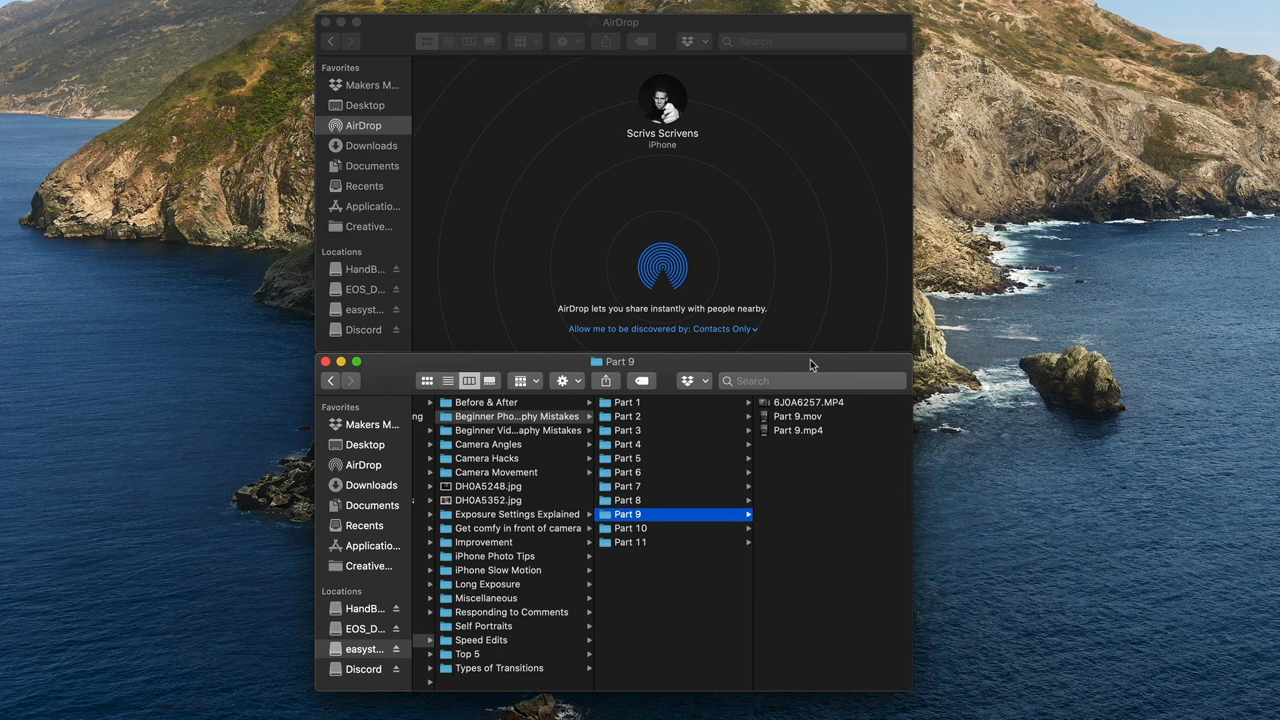 AirDrop
Search
Favorites
Makers M...
Desktop
AirDrop
Downloads
Documents
Recents
Applicatio...
Creative...
Locations
HandB...
EOS_D...
easyst...
Discord
Scrivs Scrivens
iPhone
AirDrop lets you share instantly with people nearby.
Allow me to be discovered by: Contacts Only
Part 9
Search
Favorites
Makers M...
Desktop
AirDrop
Downloads
Documents
Recents
Applicatio...
Creative...
Locations
HandB...
EOS_D...
easyst...
Discord
ng
s
Before & After
Beginner Pho...phy Mistakes
Beginner Vid...aphy Mistakes
Camera Angles
Camera Hacks
Camera Movement
DH0A5248.jpg
DH0A5352.jpg
Exposure Settings Explained
Get comfy in front of camera
Improvement
iPhone Photo Tips
iPhone Slow Motion
Long Exposure
Miscellaneous
Responding to Comments
Self Portraits
Speed Edits
Top 5
Types of Transitions
Part 1
Part 2
Part 3
Part 4
Part 5
Part 6
Part 7
Part 8
Part 9
Part 10
Part 11
6J0A6257.MP4
Part 9.mov
Part 9.mp4